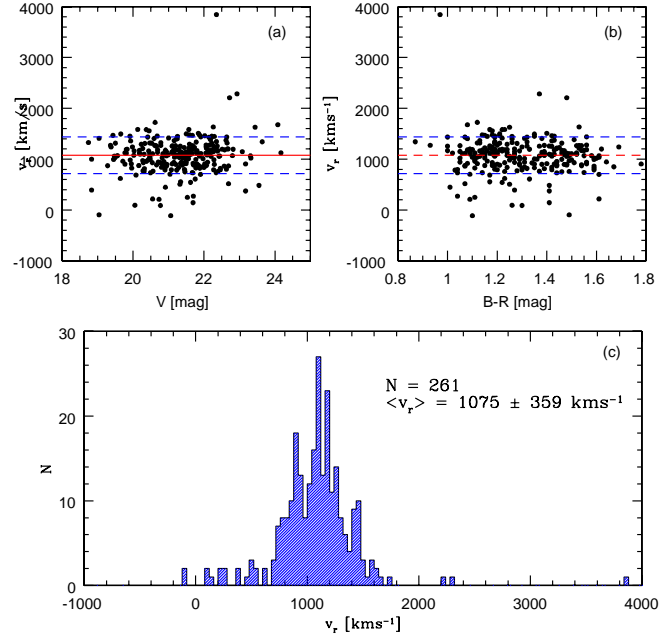 4000
3000
2000
1000
0
-1000
18
20
22
24
V [mag]
v_r [km/s]
(a)
4000
3000
2000
1000
0
-1000
0.8
1
1.2
1.4
1.6
1.8
B-R [mag]
v_r [kms⁻¹]
(b)
30
20
10
0
N
(c)
N = 261
<v_r> = 1075 ± 359 kms⁻¹
-1000
0
1000
2000
3000
4000
v_r [kms⁻¹]